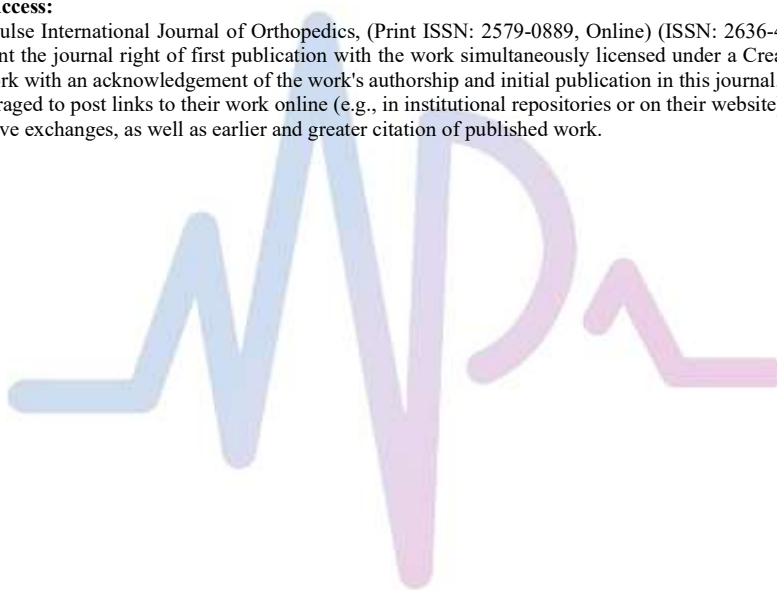 ccess:
ulse International Journal of Orthopedics, (Print ISSN: 2579-0889, Online) (ISSN: 2636-4
nt the journal right of first publication with the work simultaneously licensed under a Crea
rk with an acknowledgement of the work's authorship and initial publication in this journal.
raged to post links to their work online (e.g., in institutional repositories or on their website
ve exchanges, as well as earlier and greater citation of published work.